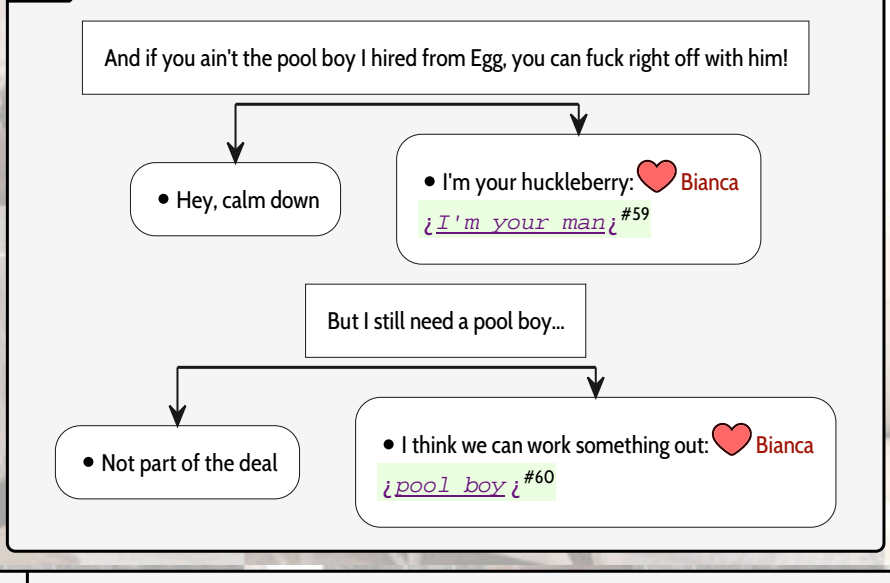 And if you ain't the pool boy I hired from Egg, you can fuck right off with him!
• Hey, calm down
• I'm your huckleberry: Bianca
¿I'm your man¿#59
But I still need a pool boy...
• Not part of the deal
• I think we can work something out: Bianca
¿pool boy¿#60